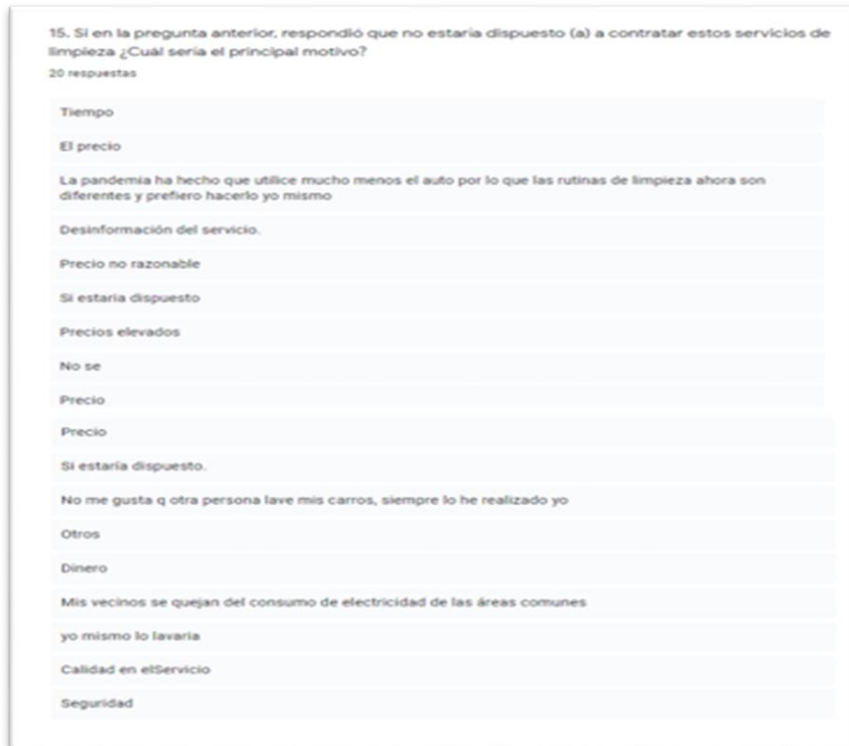 15. Si en la pregunta anterior, respondió que no estaría dispuesto (a) a contratar estos servicios de
limpieza ¿Cuál sería el principal motivo?
20 respuestas
Tiempo
El precio
La pandemia ha hecho que utilice mucho menos el auto por lo que las rutinas de limpieza ahora son
diferentes y prefiero hacerlo yo mismo
Desinformación del servicio.
Precio no razonable
Si estaría dispuesto
Precios elevados
No se
Precio
Precio
Si estaría dispuesto.
No me gusta q otra persona lave mis carros, siempre lo he realizado yo
Otros
Dinero
Mis vecinos se quejan del consumo de electricidad de las áreas comunes
yo mismo lo lavaría
Calidad en elServicio
Seguridad